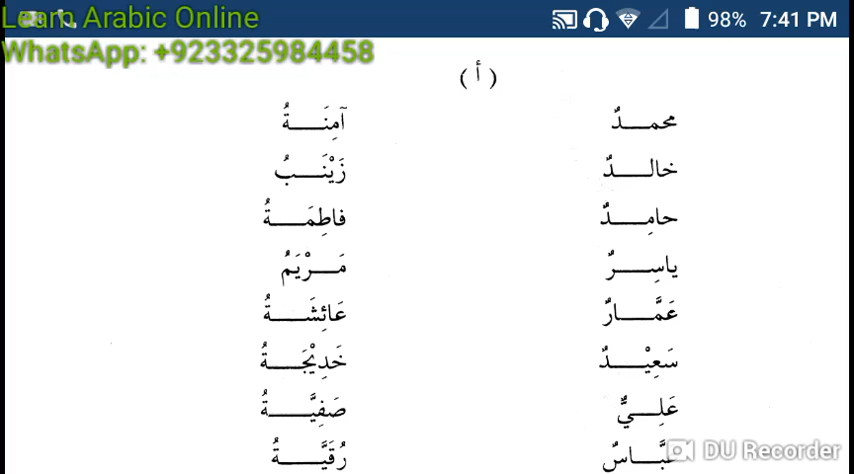 Learn Arabic Online
98% 7:41 PM
WhatsApp: +923325984458
(أ)
محمـــدٌ آمِنَـــةُ
خالـــدٌ زَيْنَـــبُ
حامِـــدٌ فاطِمَـــةُ
ياسِـــرٌ مَـــرْيَمُ
عَمَّـــارٌ عَائِشَـــةُ
سَعِيْـــدٌ خَدِيْجَـــةُ
عَلِـــيٌّ صَفِيَّـــةُ
عَبَّـــاسٌ رُقَيَّـــةُ
DU Recorder